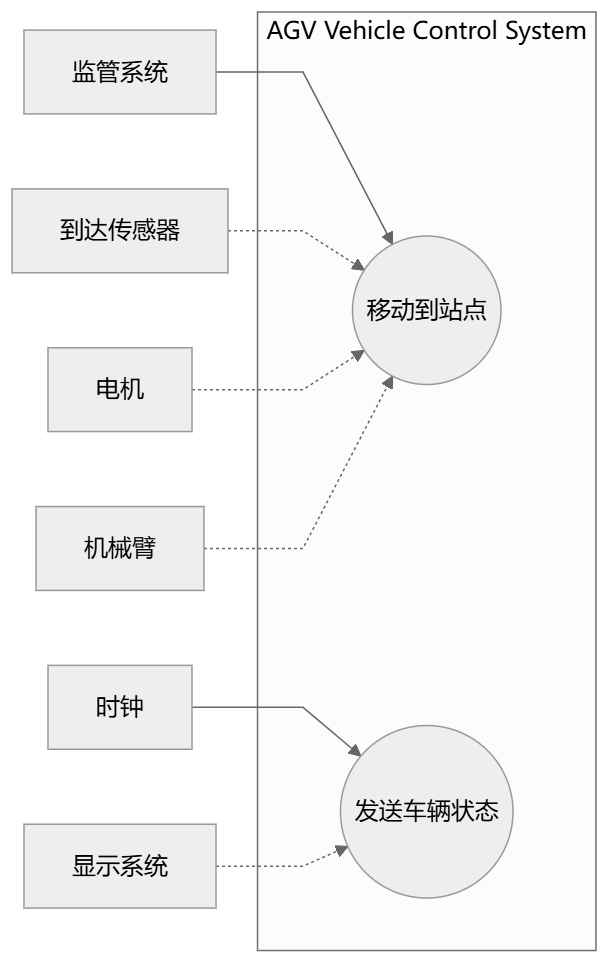 AGV Vehicle Control System
监管系统
到达传感器
移动到站点
电机
机械臂
时钟
发送车辆状态
显示系统